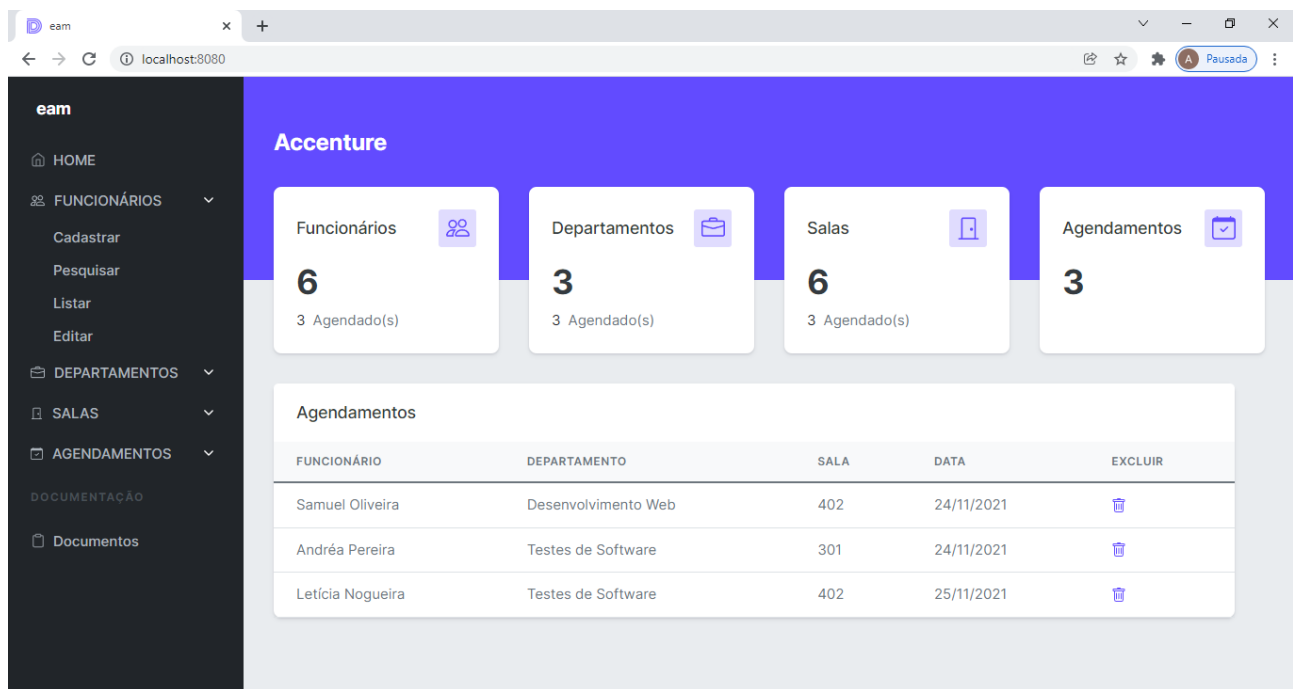 eam
localhost:8080
A Pausada
eam
HOME
FUNCIONÁRIOS
Cadastrar
Pesquisar
Listar
Editar
DEPARTAMENTOS
SALAS
AGENDAMENTOS
DOCUMENTAÇÃO
Documentos
Accenture
Funcionários
6
3 Agendado(s)
Departamentos
3
3 Agendado(s)
Salas
6
3 Agendado(s)
Agendamentos
3
Agendamentos
FUNCIONÁRIO DEPARTAMENTO SALA DATA EXCLUIR
Samuel Oliveira Desenvolvimento Web 402 24/11/2021
Andréa Pereira Testes de Software 301 24/11/2021
Letícia Nogueira Testes de Software 402 25/11/2021